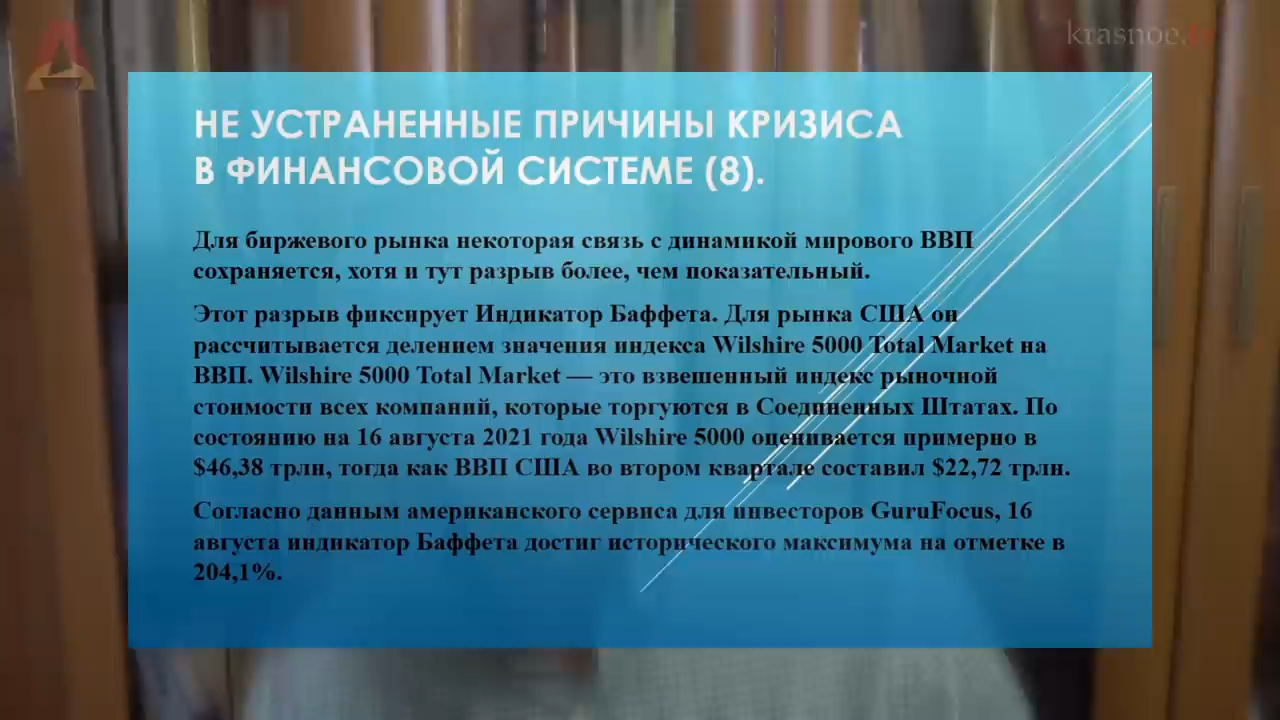 krasnoe.tv
НЕ УСТРАНЕННЫЕ ПРИЧИНЫ КРИЗИСА
В ФИНАНСОВОЙ СИСТЕМЕ (8).
Для биржевого рынка некоторая связь с динамикой мирового ВВП
сохраняется, хотя и тут разрыв более, чем показательный.
Этот разрыв фиксирует Индикатор Баффета. Для рынка США он
рассчитывается делением значения индекса Wilshire 5000 Total Market на
ВВП. Wilshire 5000 Total Market — это взвешенный индекс рыночной
стоимости всех компаний, которые торгуются в Соединенных Штатах. По
состоянию на 16 августа 2021 года Wilshire 5000 оценивается примерно в
$46,38 трлн, тогда как ВВП США во втором квартале составил $22,72 трлн.
Согласно данным американского сервиса для инвесторов GuruFocus, 16
августа индикатор Баффета достиг исторического максимума на отметке в
204,1%.